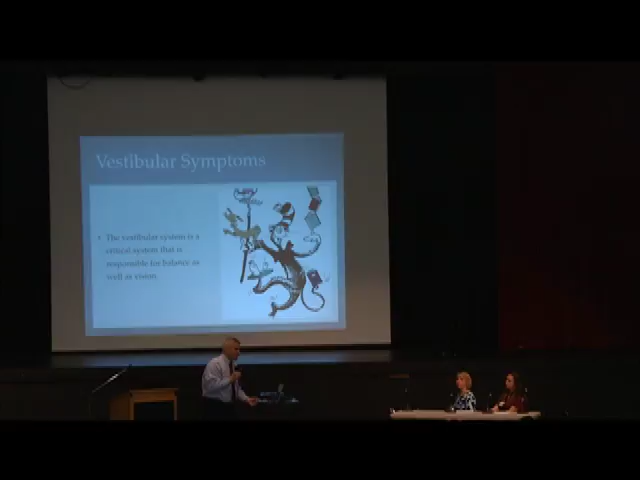 Vestibular Symptoms
• The vestibular system is a
critical system that is
responsible for balance as
well as vision